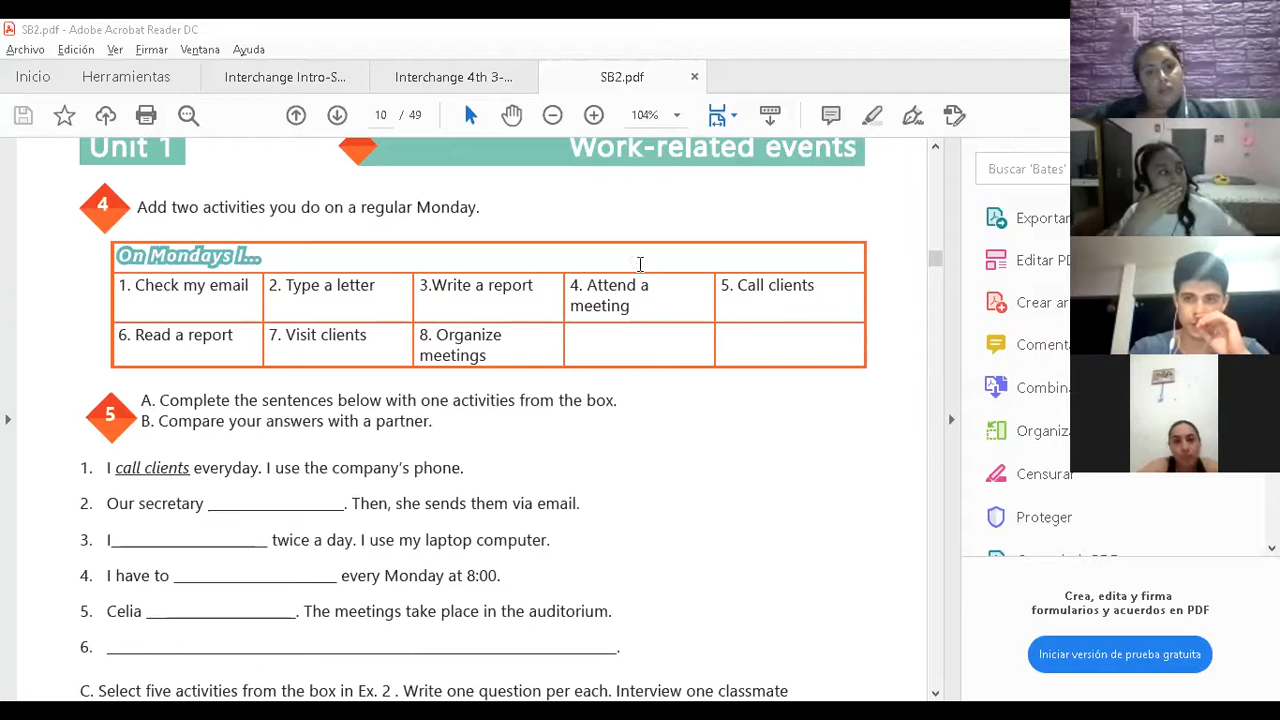 SB2.pdf - Adobe Acrobat Reader DC
Archivo Edición Ver Firmar Ventana Ayuda
Inicio Herramientas Interchange Intro-S... Interchange 4th 3-... SB2.pdf ×
10 / 49 104%
Unit 1 Work-related events
4 Add two activities you do on a regular Monday.
On Mondays I...
1. Check my email 2. Type a letter 3.Write a report 4. Attend a meeting 5. Call clients
6. Read a report 7. Visit clients 8. Organize meetings
5 A. Complete the sentences below with one activities from the box.
B. Compare your answers with a partner.
1. I call clients everyday. I use the company's phone.
2. Our secretary _______________. Then, she sends them via email.
3. I_________________ twice a day. I use my laptop computer.
4. I have to __________________ every Monday at 8:00.
5. Celia ________________. The meetings take place in the auditorium.
6. _________________________________________________________.
C. Select five activities from the box in Ex. 2 . Write one question per each. Interview one classmate
Buscar 'Bates'
Exportar
Editar PD
Crear ar
Coment
Combin
Organiz
Censurar
Proteger
Crea, edita y firma
formularios y acuerdos en PDF
Iniciar versión de prueba gratuita